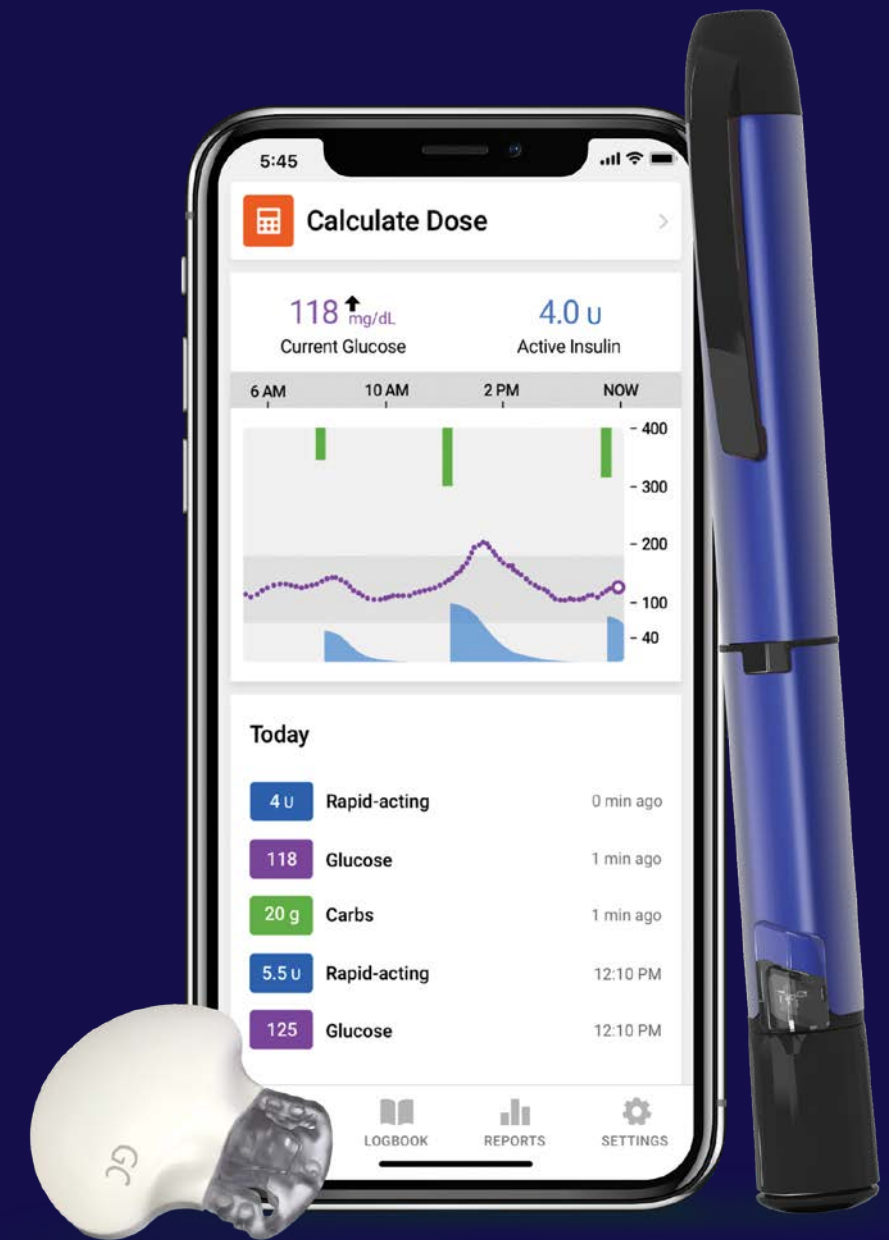 5:45
Calculate Dose
118 mg/dL
4.0 U
Current Glucose
Active Insulin
6 AM
10 AM
2 PM
NOW
400
300
200
100
40
Today
4 U Rapid-acting 0 min ago
118 Glucose 1 min ago
20 g Carbs 1 min ago
5.5 U Rapid-acting 12:10 PM
125 Glucose 12:10 PM
LOGBOOK
REPORTS
SETTINGS
GC